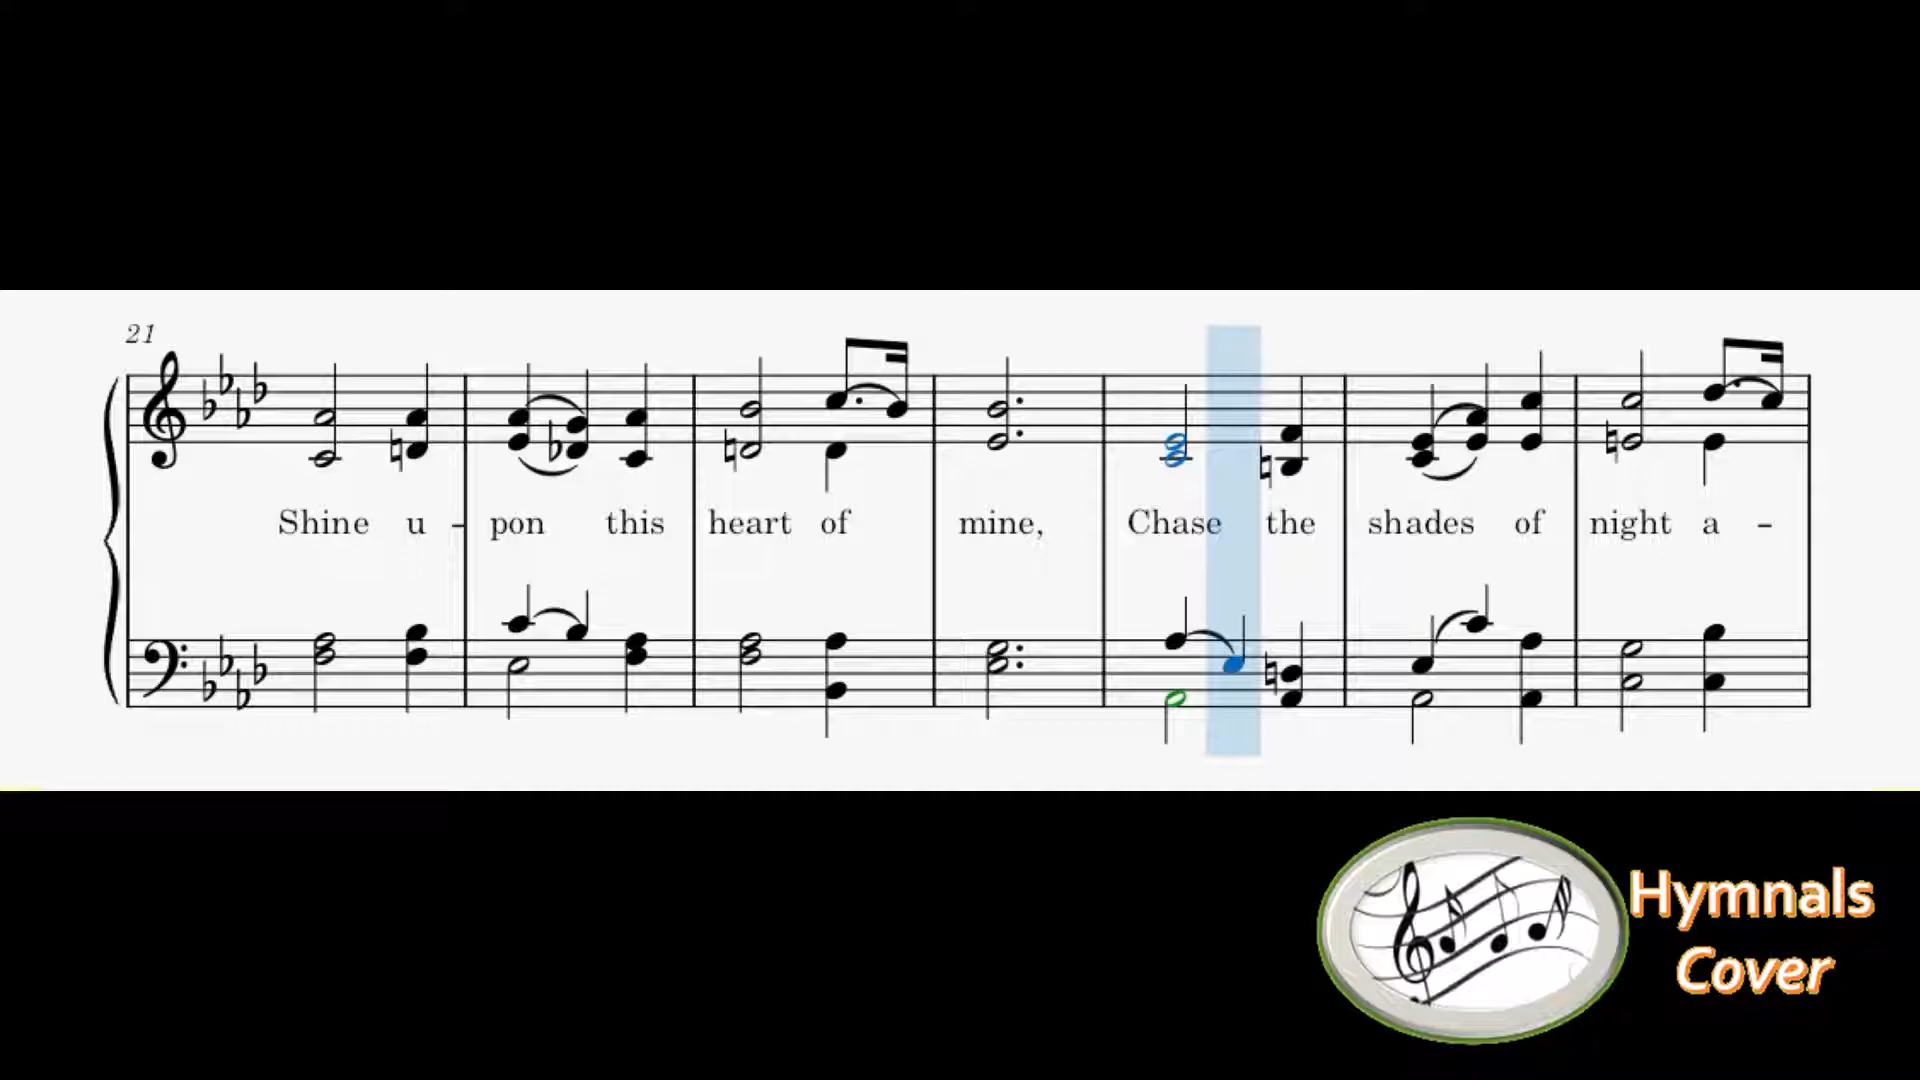 21
Shine u - pon this heart of mine, Chase the shades of night a -
Hymnals
Cover